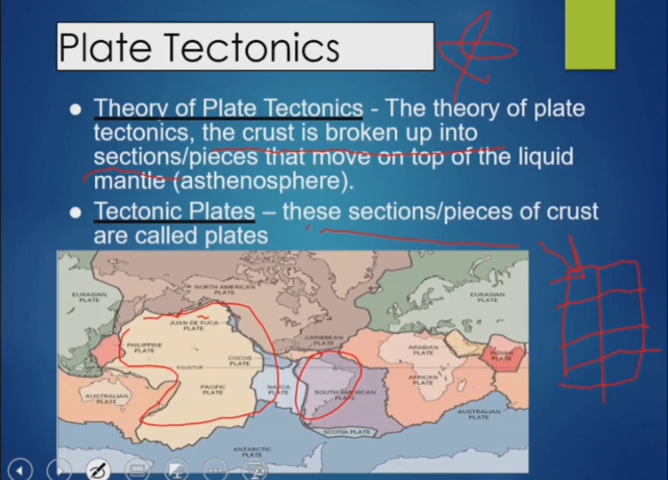 Plate Tectonics
● Theory of Plate Tectonics - The theory of plate
tectonics, the crust is broken up into
sections/pieces that move on top of the liquid
mantle (asthenosphere).
● Tectonic Plates – these sections/pieces of crust
are called plates
NORTH AMERICAN
PLATE
EURASIAN
PLATE
EURASIAN
PLATE
JUAN DE FUCA
PLATE
CARIBBEAN
PLATE
PHILIPPINE
PLATE
ARABIAN
PLATE
INDIAN
PLATE
COCOS
PLATE
EQUATOR
AFRICAN
PLATE
PACIFIC
PLATE
NAZCA
PLATE
SOUTH AMERICAN
PLATE
AUSTRALIAN
PLATE
AUSTRALIAN
PLATE
SCOTIA PLATE
ANTARCTIC
PLATE